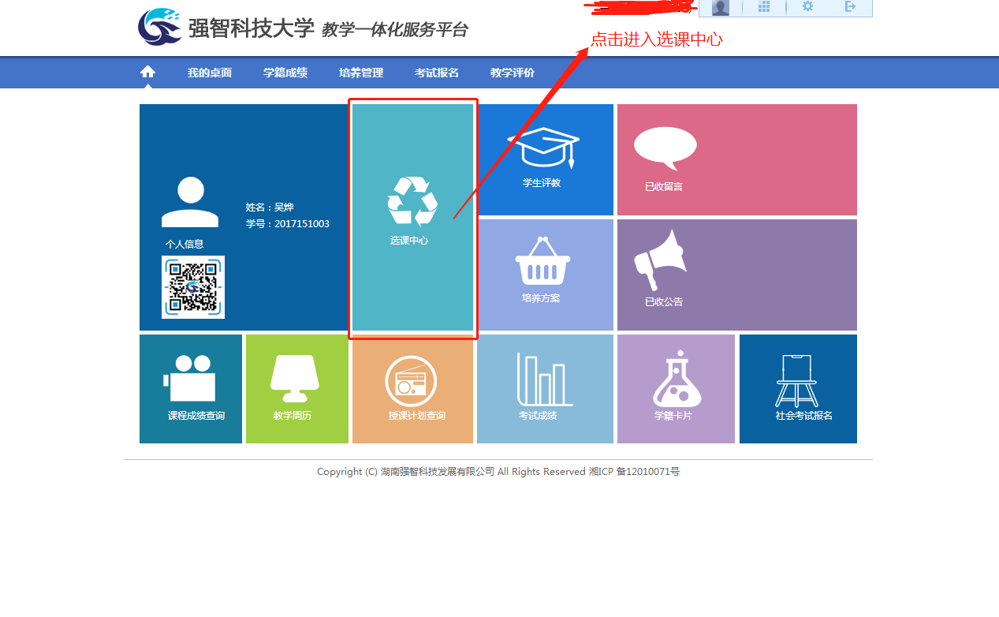 强智科技大学 教学一体化服务平台
点击进入选课中心
我的桌面 学籍成绩 培养管理 考试报名 教学评价
姓名：吴烨
学号：2017151003
个人信息
选课中心
学生评教
已收留言
培养方案
已收公告
课程成绩查询
教学周历
授课计划查询
考试成绩
学籍卡片
社会考试报名
Copyright (C) 湖南强智科技发展有限公司 All Rights Reserved 湘ICP 备12010071号